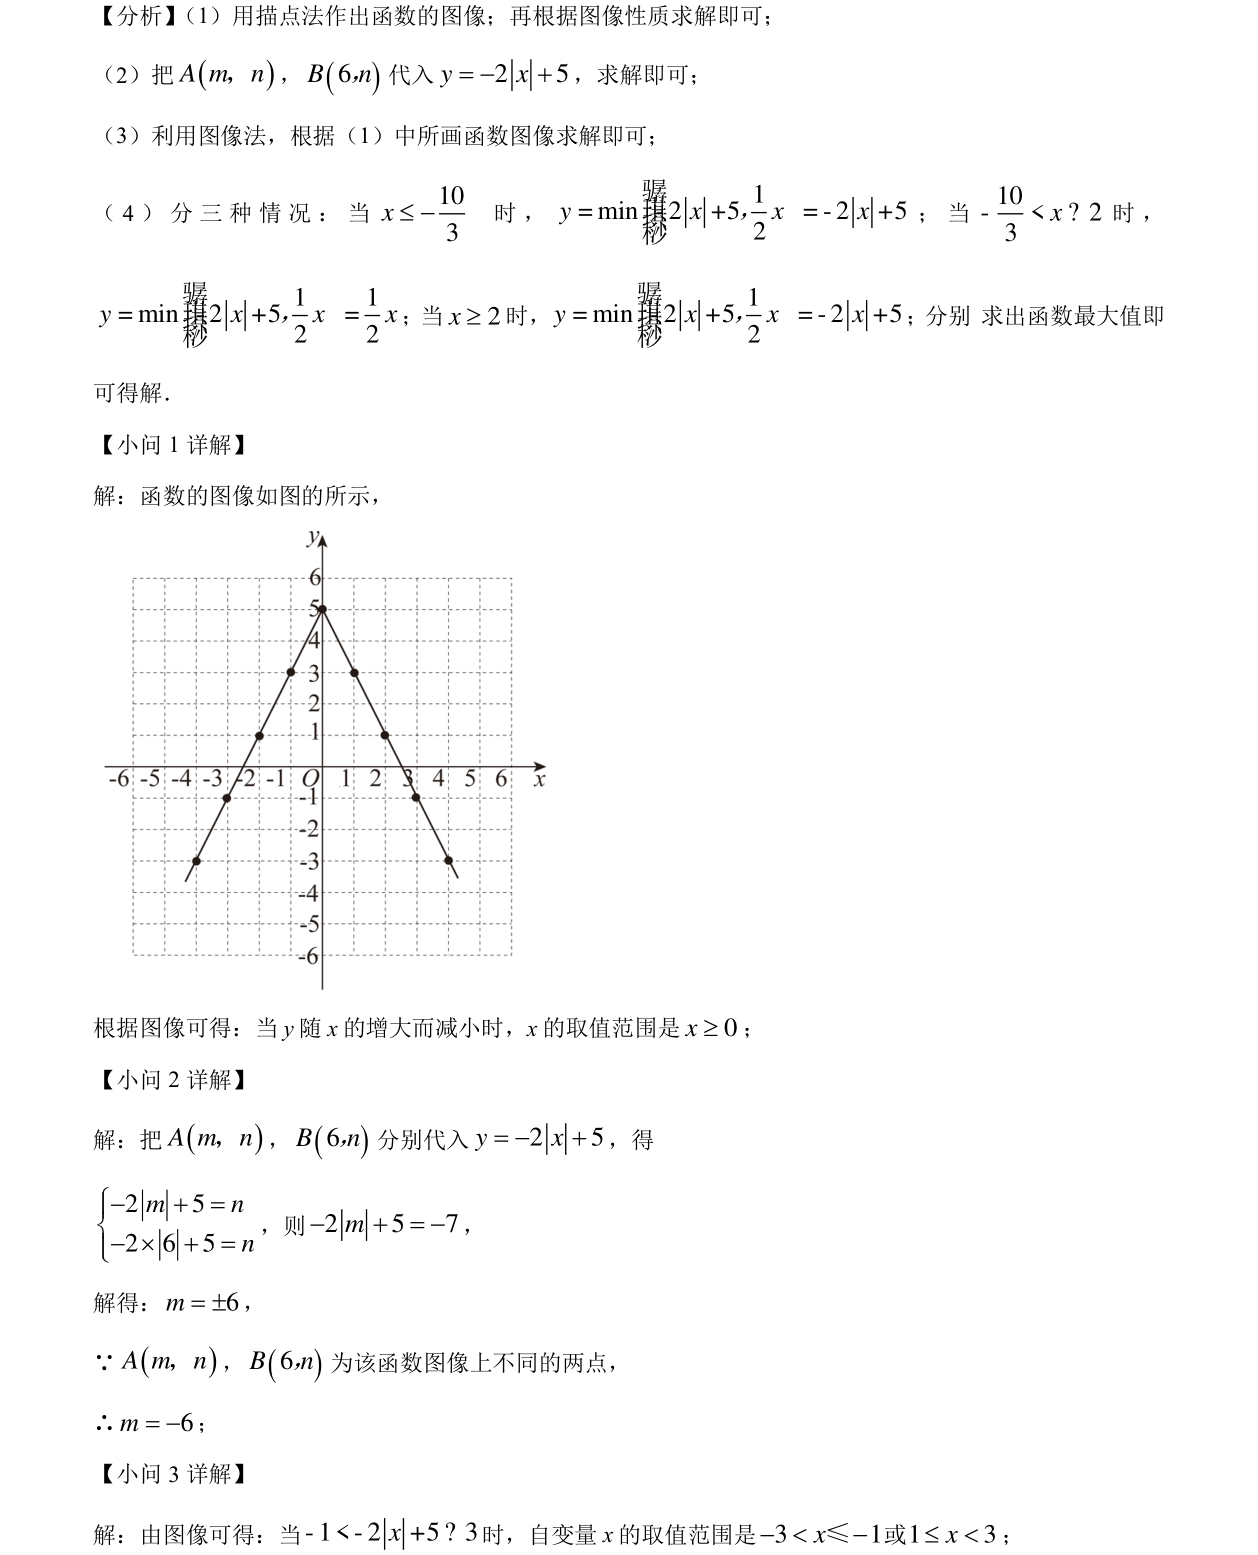 【分析】（1）用描点法作出函数的图像；再根据图像性质求解即可；
（2）把 A(m, n)，B(6,n) 代入 y = −2|x| + 5，求解即可；
（3）利用图像法，根据（1）中所画函数图像求解即可；
（4）分三种情况：当 x ≤ −10/3 时，y = min 2|x| +5, 1/2 x = - 2|x| +5；当 - 10/3 < x ? 2 时，
y = min 2|x| +5, 1/2 x = 1/2 x；当 x ≥ 2 时，y = min 2|x| +5, 1/2 x = - 2|x| +5；分别 求出函数最大值即
可得解．
【小问 1 详解】
解：函数的图像如图的所示，
y
6
5
4
3
2
1
-6 -5 -4 -3 -2 -1 O 1 2 3 4 5 6 x
-1
-2
-3
-4
-5
-6
根据图像可得：当 y 随 x 的增大而减小时，x 的取值范围是 x ≥ 0；
【小问 2 详解】
解：把 A(m, n)，B(6,n) 分别代入 y = −2|x| + 5，得
{ −2|m| + 5 = n
−2×|6| + 5 = n ，则 −2|m| + 5 = −7，
解得：m = ±6，
∵ A(m, n)，B(6,n) 为该函数图像上不同的两点，
∴ m = −6；
【小问 3 详解】
解：由图像可得：当 - 1 < - 2|x| +5 ? 3 时，自变量 x 的取值范围是 −3 < x ≤ −1 或 1 ≤ x < 3；